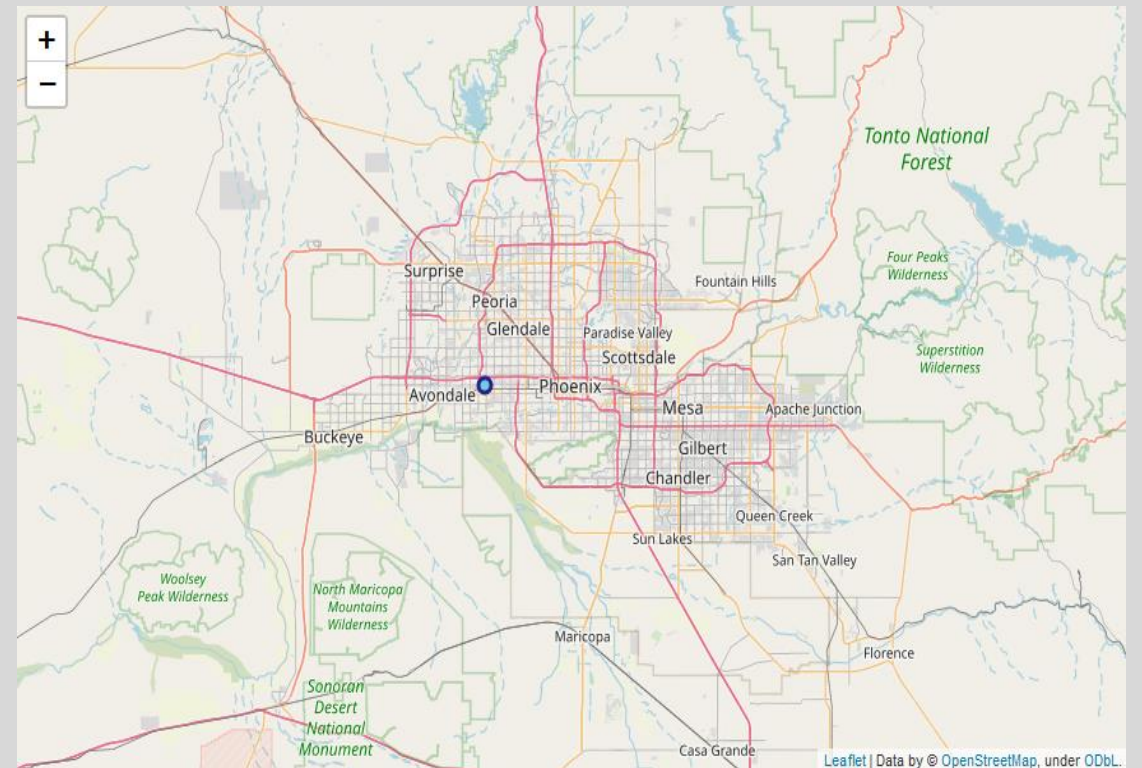 +
−
Tonto National
Forest
Four Peaks
Wilderness
Surprise
Fountain Hills
Peoria
Glendale
Paradise Valley
Scottsdale
Superstition
Wilderness
Avondale
Phoenix
Mesa
Apache Junction
Buckeye
Gilbert
Chandler
Queen Creek
Sun Lakes
San Tan Valley
Woolsey
Peak Wilderness
North Maricopa
Mountains
Wilderness
Maricopa
Florence
Sonoran
Desert
National
Monument
Casa Grande
Leaflet | Data by © OpenStreetMap, under ODbL.